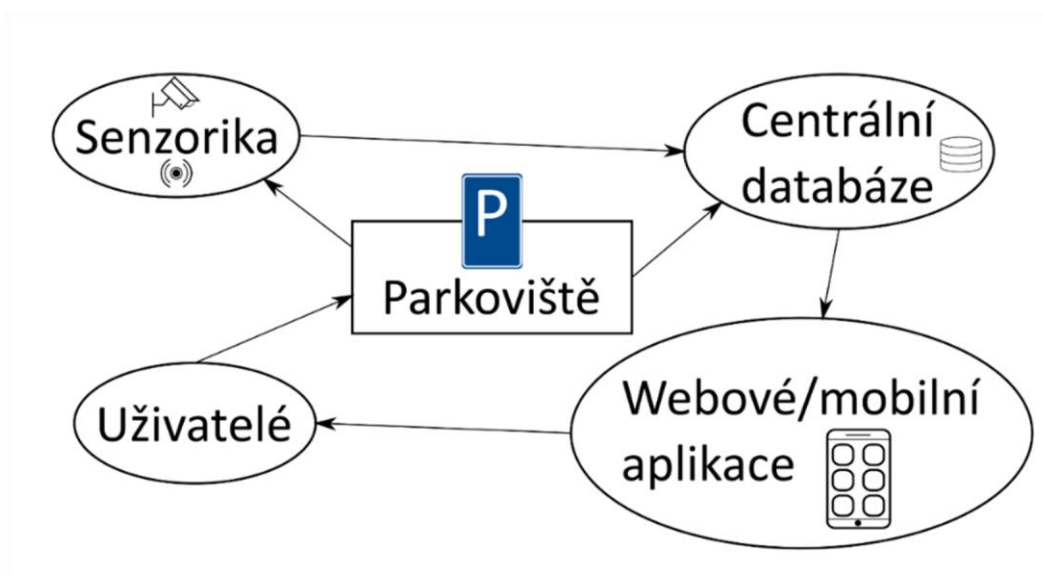 Senzorika
Centrální
databáze
P
Parkoviště
Uživatelé
Webové/mobilní
aplikace